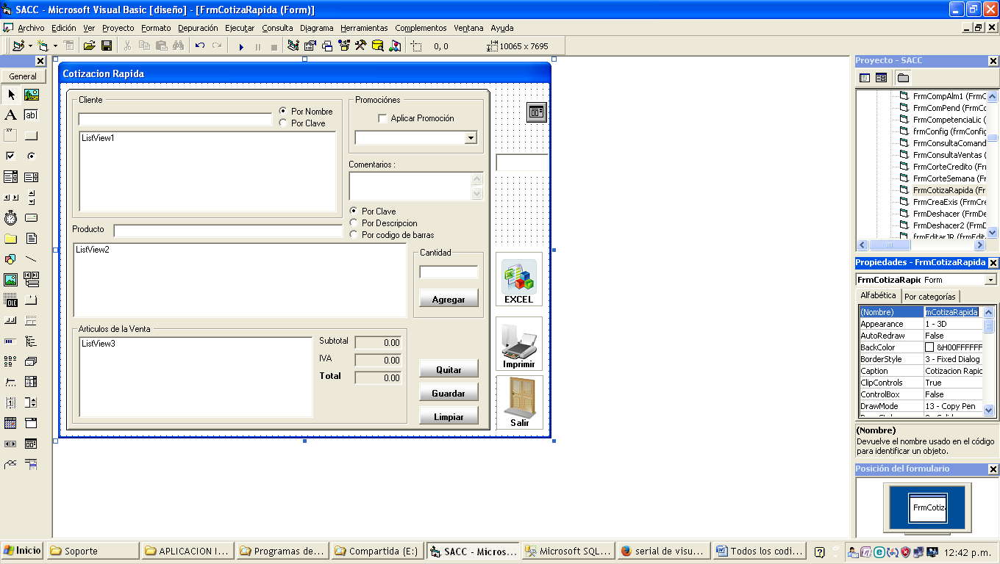 SACC - Microsoft Visual Basic [diseño] - [FrmCotizaRapida (Form)]
Archivo Edición Ver Proyecto Formato Depuración Ejecutar Consulta Diagrama Herramientas Complementos Ventana Ayuda
0, 0 10065 x 7695
General
Cotizacion Rapida
Cliente
Por Nombre
Por Clave
ListView1
Promociónes
Aplicar Promoción
Comentarios :
Por Clave
Por Descripcion
Por codigo de barras
Producto
ListView2
Cantidad
Agregar
EXCEL
Articulos de la Venta
ListView3
Subtotal 0.00
IVA 0.00
Total 0.00
Quitar
Guardar
Limpiar
Imprimir
Salir
Proyecto - SACC
FrmCompAlm1 (FrmC
FrmComPend (FrmCo
FrmCompetenciaLic (
frmConfig (frmConfig
FrmConsultaComand
FrmConsultaVentas (
FrmCorteCredito (Fr
FrmCorteSemana (Fr
FrmCotizaRapida (Fr
FrmCreaExis (FrmCre
FrmDeshacer (FrmDe
FrmDeshacer2 (FrmD
Propiedades - FrmCotizaRapida
FrmCotizaRapic Form
Alfabética Por categorías
(Nombre) mCotizaRapida
Appearance 1 - 3D
AutoRedraw False
BackColor &H00FFFFFF
BorderStyle 3 - Fixed Dialog
Caption Cotizacion Rapic
ClipControls True
ControlBox False
DrawMode 13 - Copy Pen
(Nombre)
Devuelve el nombre usado en el código
para identificar un objeto.
Posición del formulario
FrmCotiz
Inicio Soporte APLICACION I... Programas de... Compartida (E:) SACC - Micros... Microsoft SQL... serial de visu... Todos los codi... 12:42 p.m.